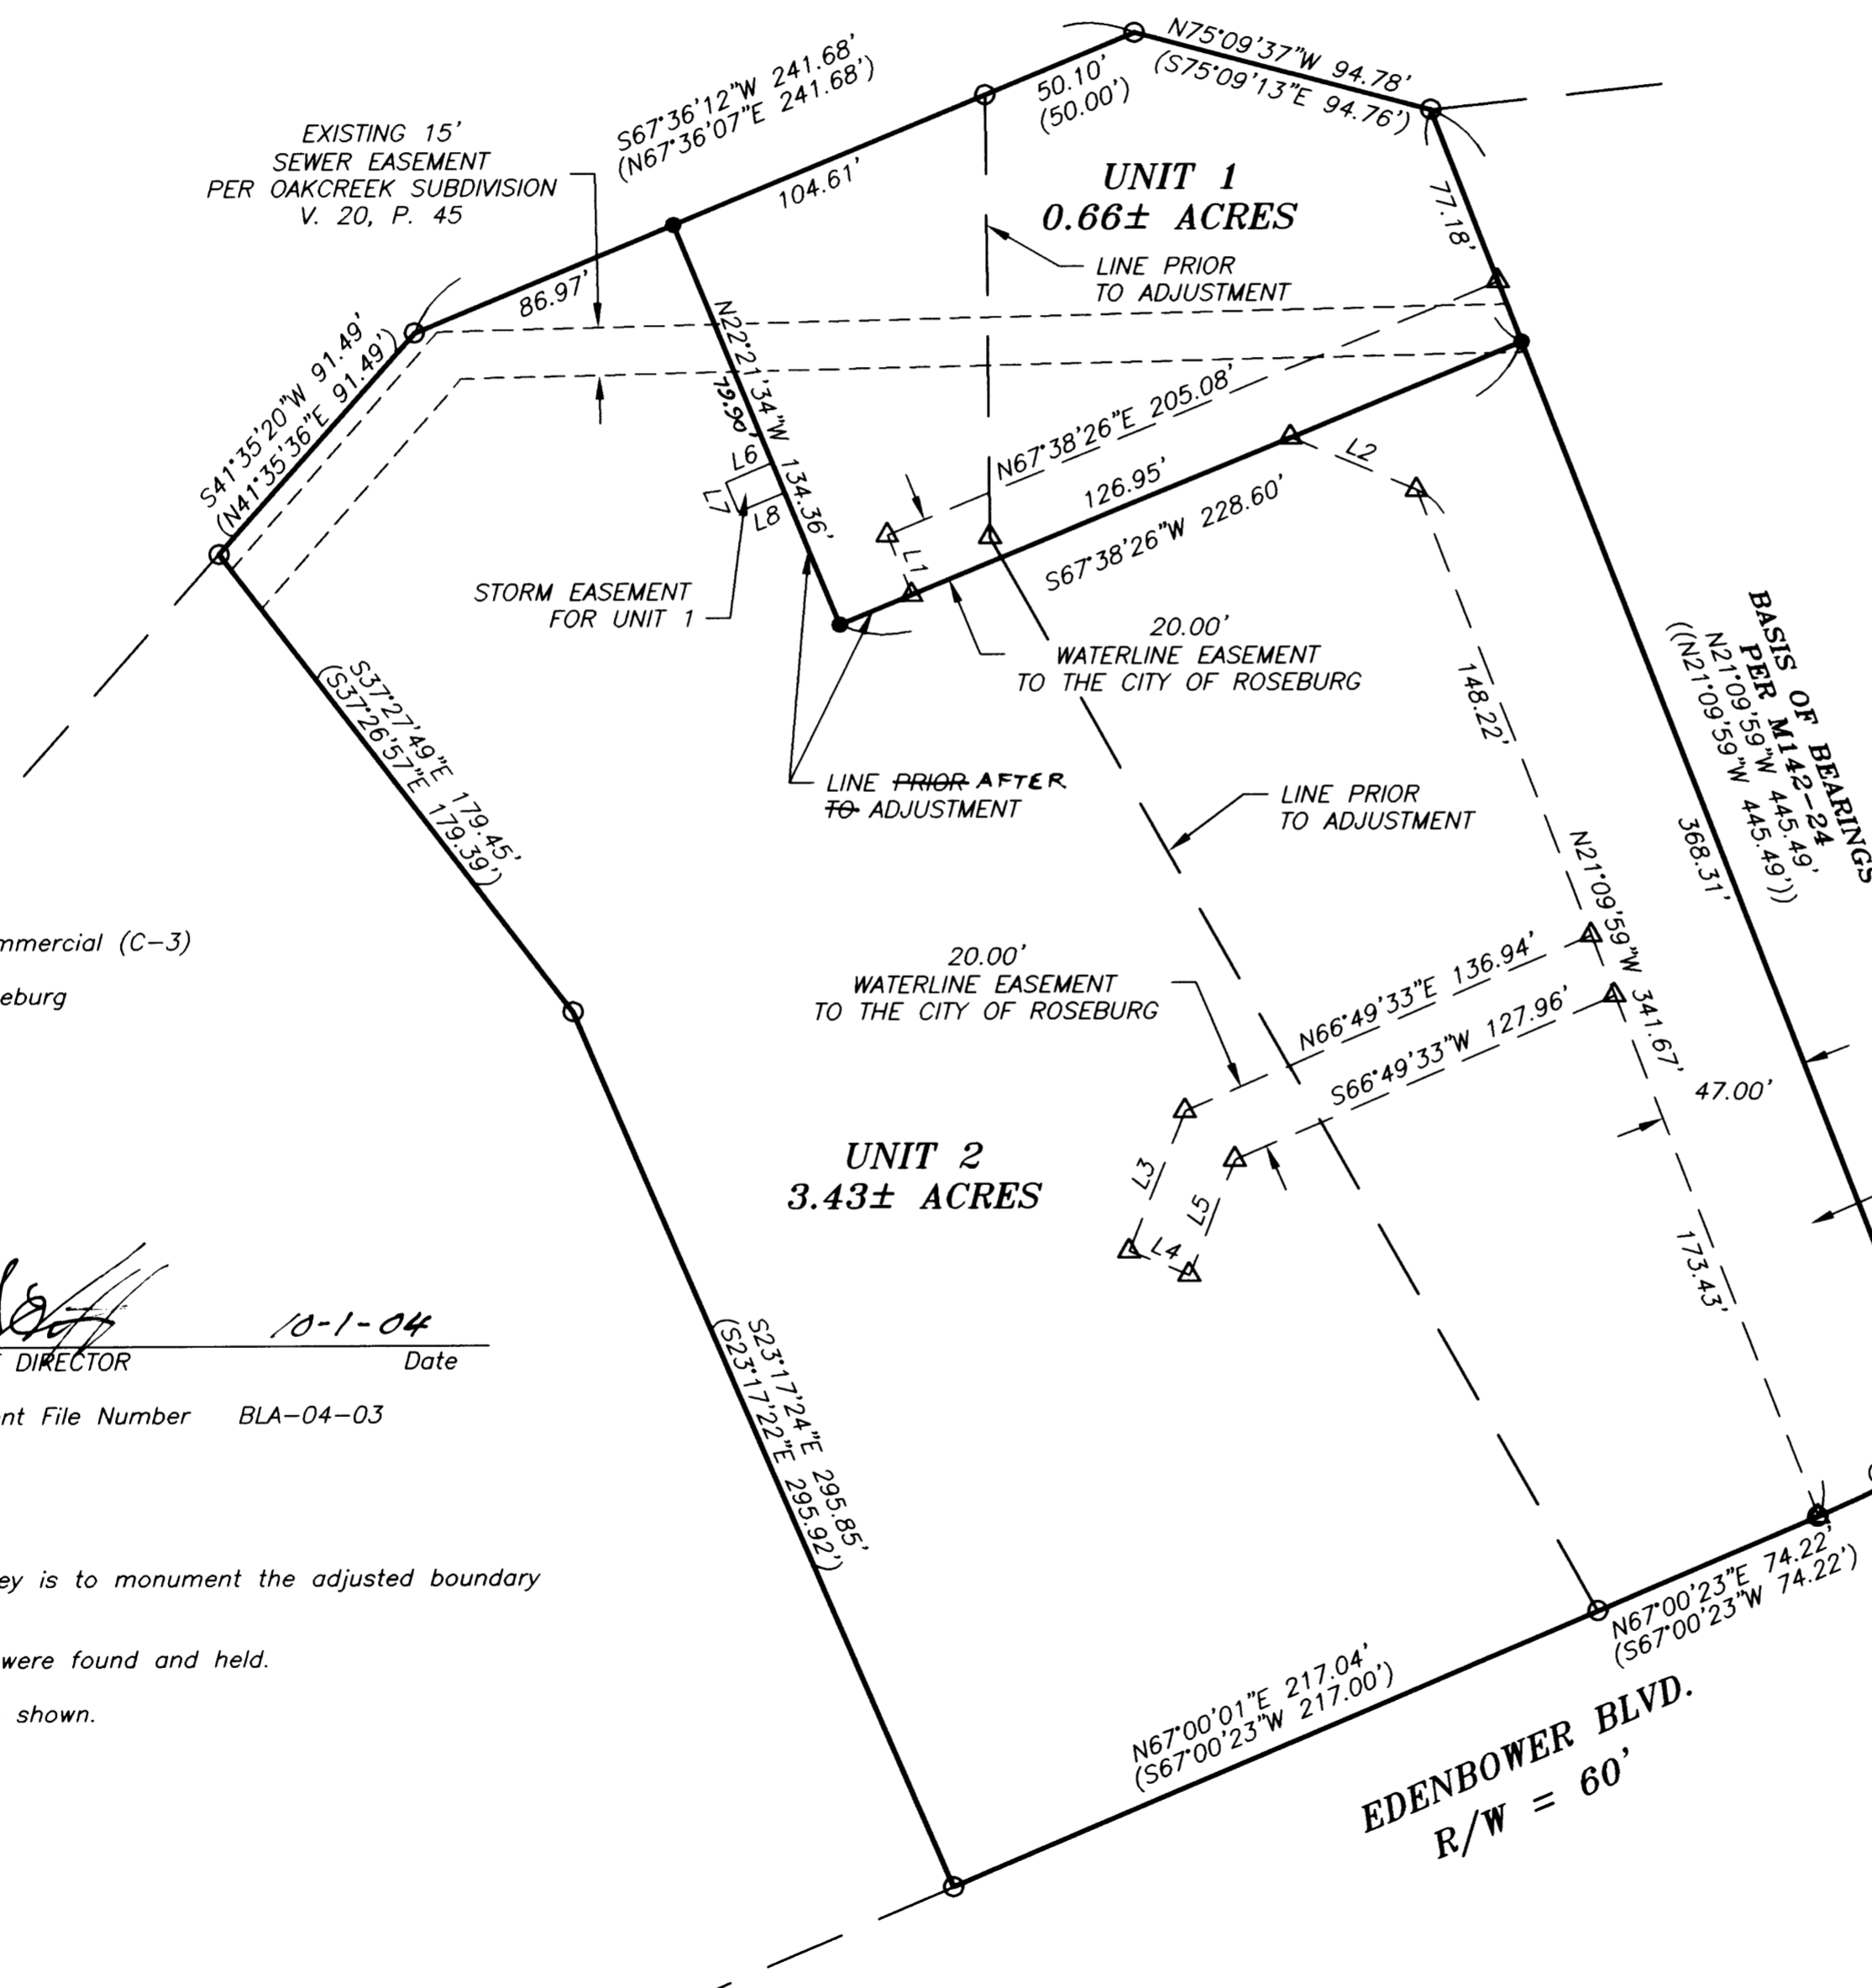 N75°09'37"W 94.78'
(S75°09'13"E 94.76')
S67°36'12"W 241.68'
(N67°36'07"E 241.68')
50.10'
(50.00')
104.61'
EXISTING 15'
SEWER EASEMENT
PER OAKCREEK SUBDIVISION
V. 20, P. 45
UNIT 1
0.66± ACRES
77.18'
LINE PRIOR
TO ADJUSTMENT
86.97'
S41°35'20"W 91.49'
(N41°35'36"E 91.49')
N22°21'34"W 134.36'
79.90'
L6
L7
L8
N67°38'26"E 205.08'
126.95'
S67°38'26"W 228.60'
L2
L1
STORM EASEMENT
FOR UNIT 1
20.00'
WATERLINE EASEMENT
TO THE CITY OF ROSEBURG
BASIS OF BEARINGS
PER M142-24
N21°09'59"W 445.49'
((N21°09'59"W 445.49'))
368.31'
148.22'
S37°27'49"E 179.45'
(S37°26'57"E 179.39')
LINE PRIOR AFTER
TO ADJUSTMENT
LINE PRIOR
TO ADJUSTMENT
N21°09'59"W 341.67'
mmercial (C-3)
eburg
20.00'
WATERLINE EASEMENT
TO THE CITY OF ROSEBURG
N66°49'33"E 136.94'
S66°49'33"W 127.96'
47.00'
UNIT 2
3.43± ACRES
L3
L5
L4
173.43'
10-1-04
DIRECTOR
Date
nt File Number BLA-04-03
S23°17'24"E 295.85'
(S23°17'22"E 295.92')
ey is to monument the adjusted boundary
were found and held.
shown.
N67°00'23"E 74.22'
(S67°00'23"W 74.22')
N67°00'01"E 217.04'
(S67°00'23"W 217.00')
EDENBOWER BLVD.
R/W = 60'